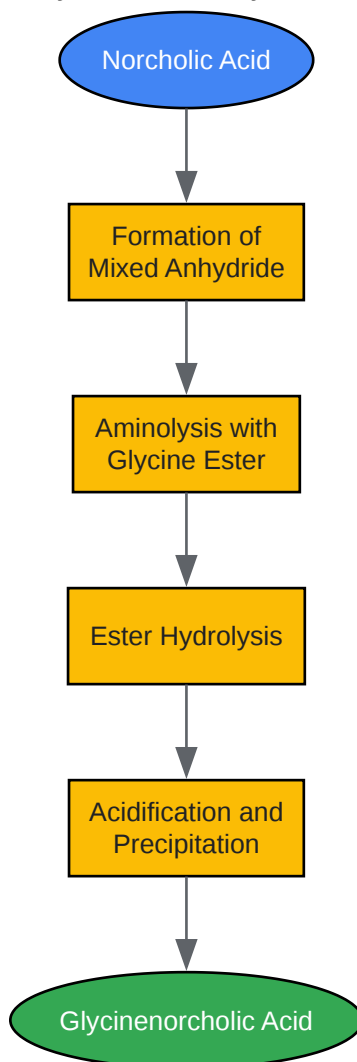 Norcholic Acid
Formation of
Mixed Anhydride
Aminolysis with
Glycine Ester
Ester Hydrolysis
Acidification and
Precipitation
Glycinenorcholic Acid